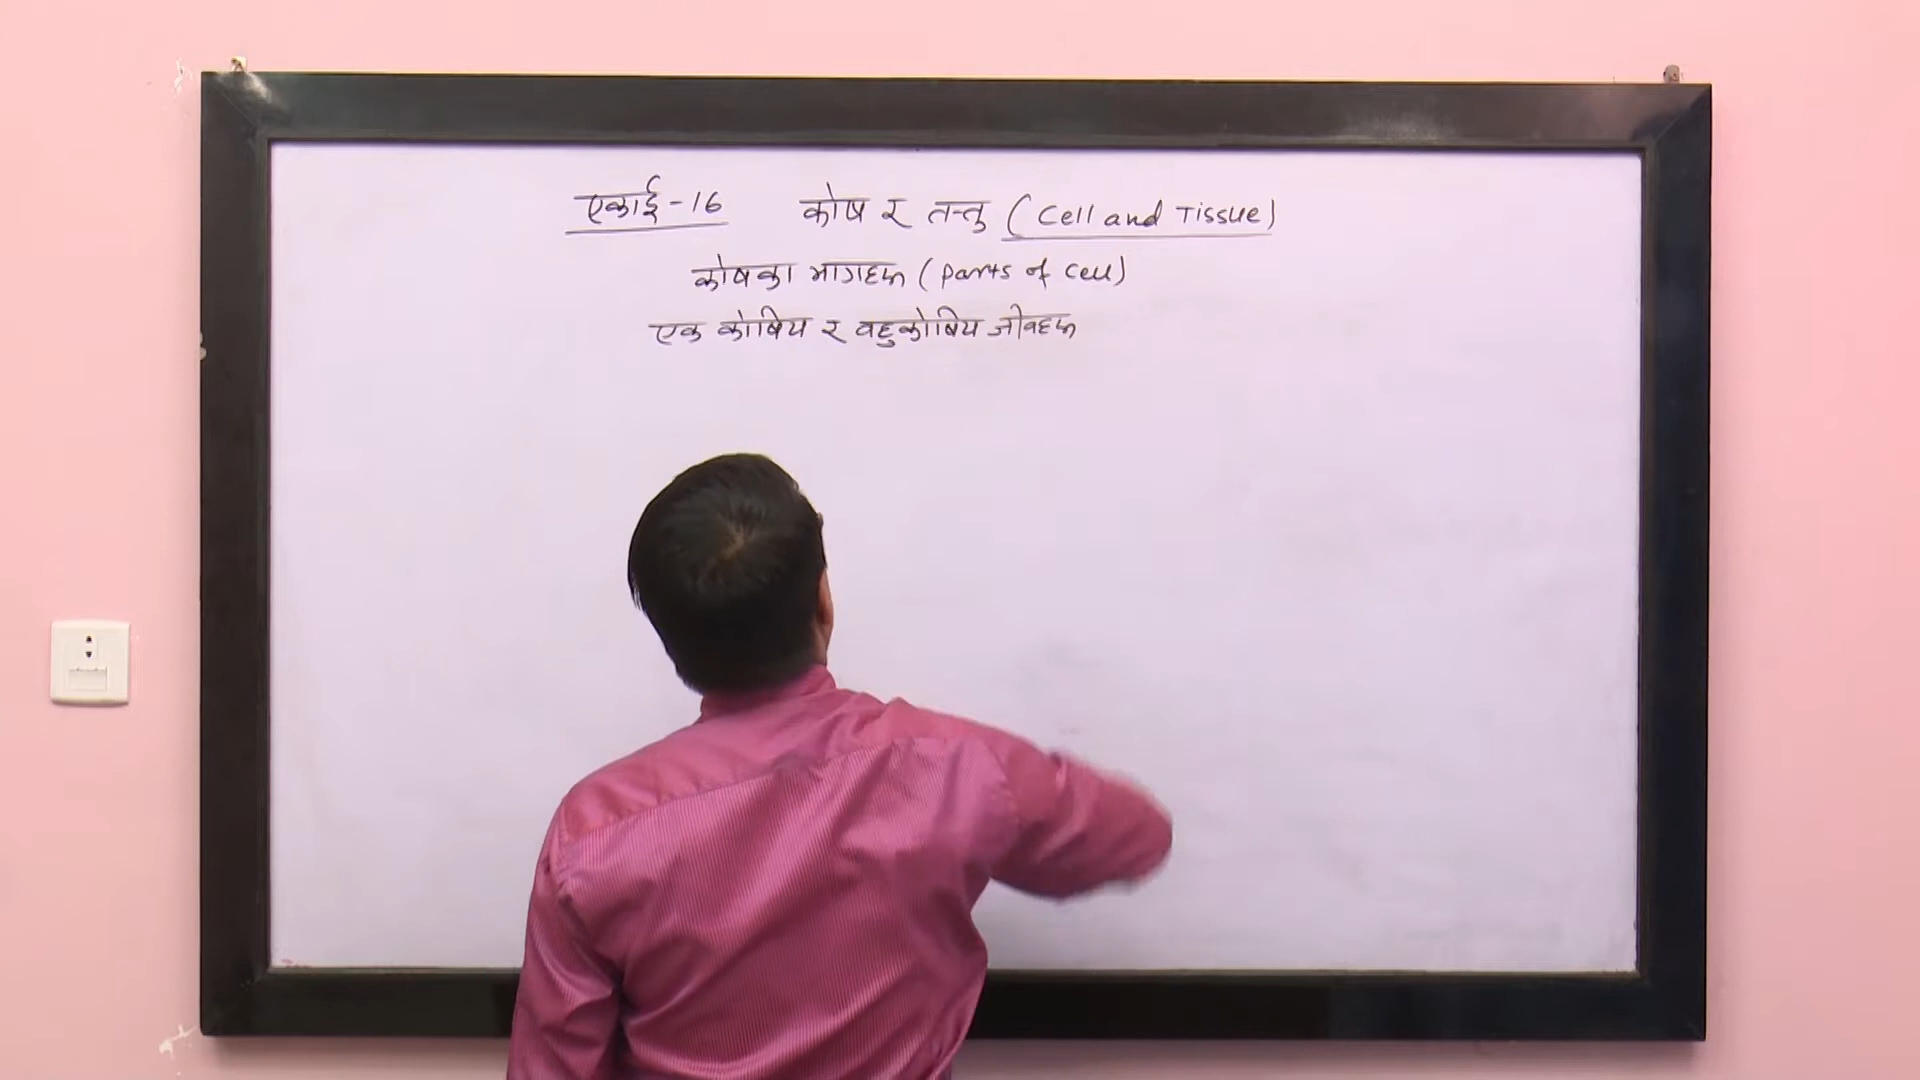 एकाई-16 कोष र तन्तु (Cell and Tissue)
कोषका भागहरू (Parts of Cell)
एक कोषिय र बहुकोषिय जीवहरू